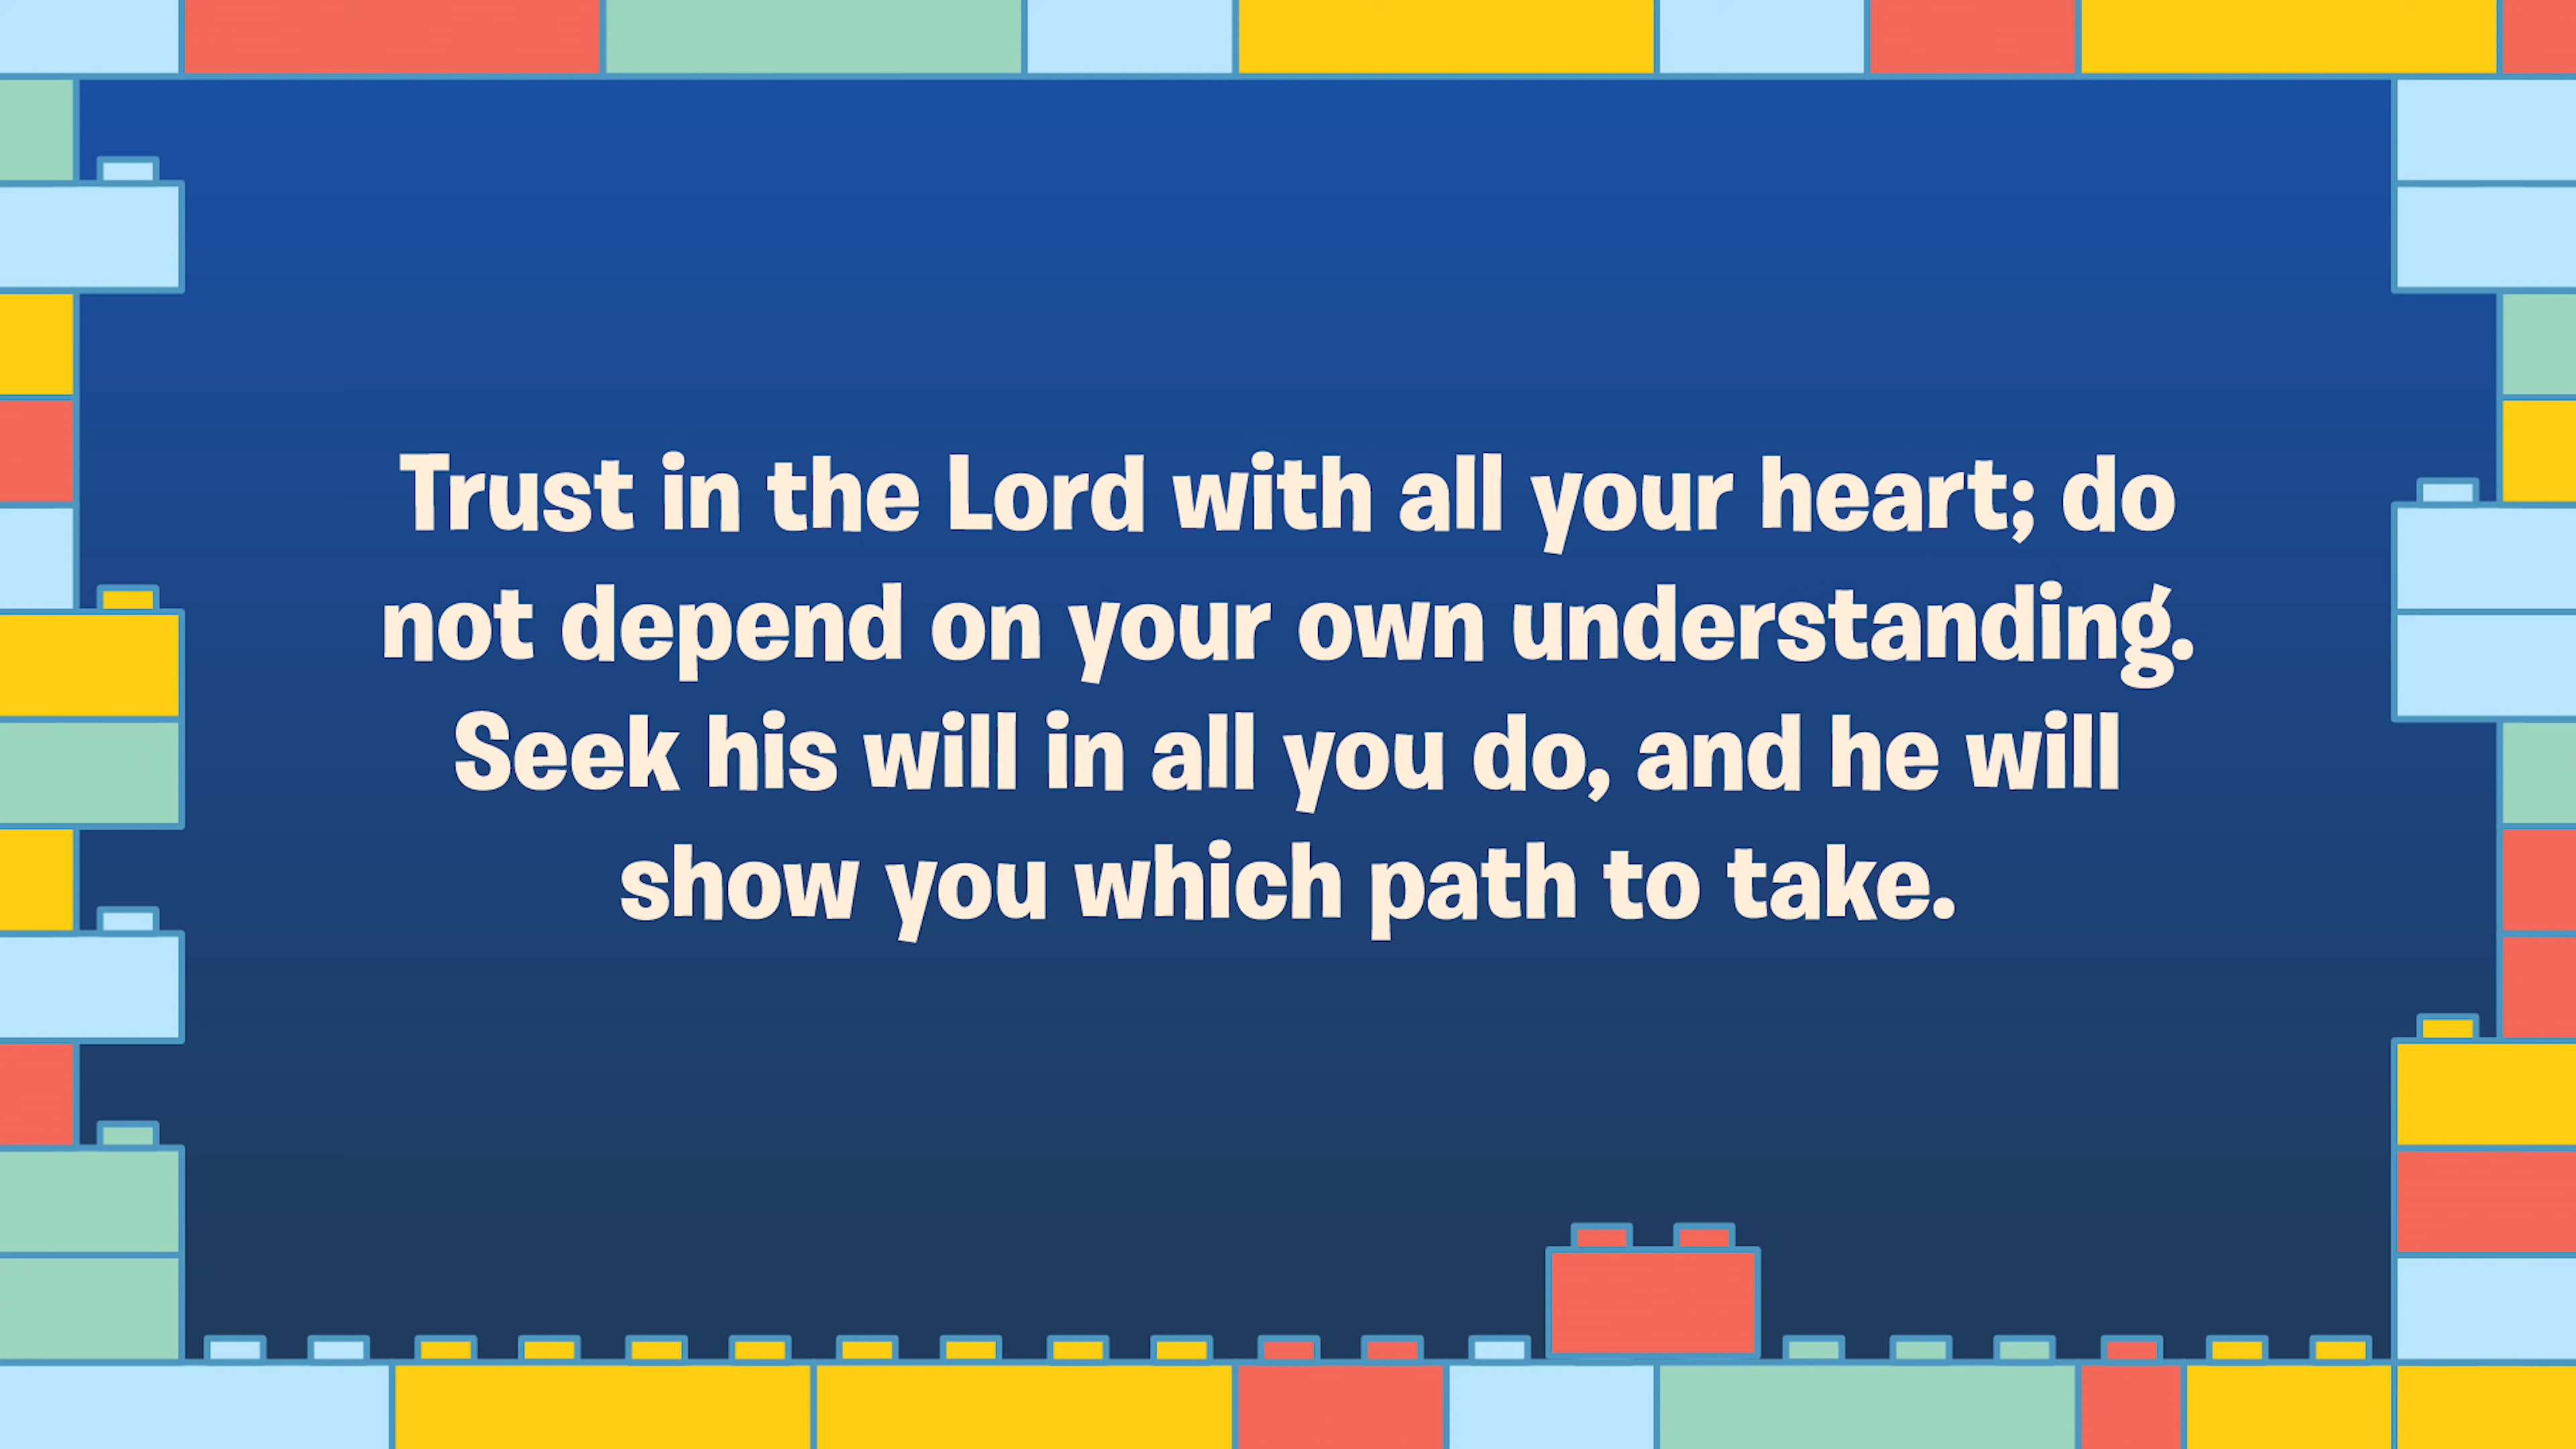 Trust in the Lord with all your heart; do
not depend on your own understanding.
Seek his will in all you do, and he will
show you which path to take.